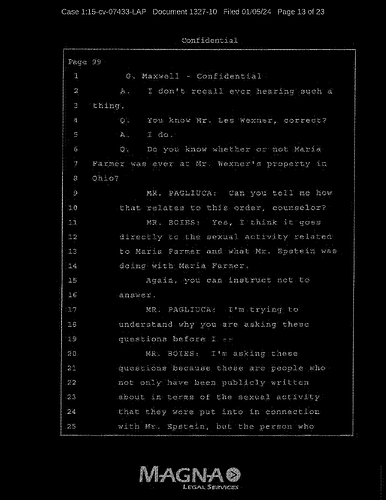 Case 1:15-cv-07433-LAP Document 1327-10 Filed 01/05/24 Page 13 of 23
Confidential
Page 99
1 G. Maxwell - Confidential
2 A. I don't recall ever hearing such a
3 thing.
4 Q. You know Mr. Les Wexner, correct?
5 A. I do.
6 Q. Do you know whether or not Maria
7 Farmer was ever at Mr. Wexner's property in
8 Ohio?
9 MR. PAGLIUCA: Can you tell me how
10 that relates to this order, counselor?
11 MR. BOIES: Yes, I think it goes
12 directly to the sexual activity related
13 to Maria Farmer and what Mr. Epstein was
14 doing with Maria Farmer.
15 Again, you can instruct not to
16 answer.
17 MR. PAGLIUCA: I'm trying to
18 understand why you are asking these
19 questions before I --
20 MR. BOIES: I'm asking these
21 questions because these are people who
22 not only have been publicly written
23 about in terms of the sexual activity
24 that they were put into in connection
25 with Mr. Epstein, but the person who
MAGNA
LEGAL SERVICES